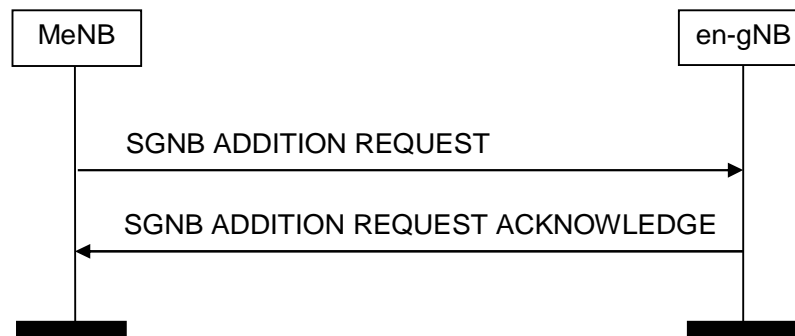 MeNB
en-gNB
SGNB ADDITION REQUEST
SGNB ADDITION REQUEST ACKNOWLEDGE